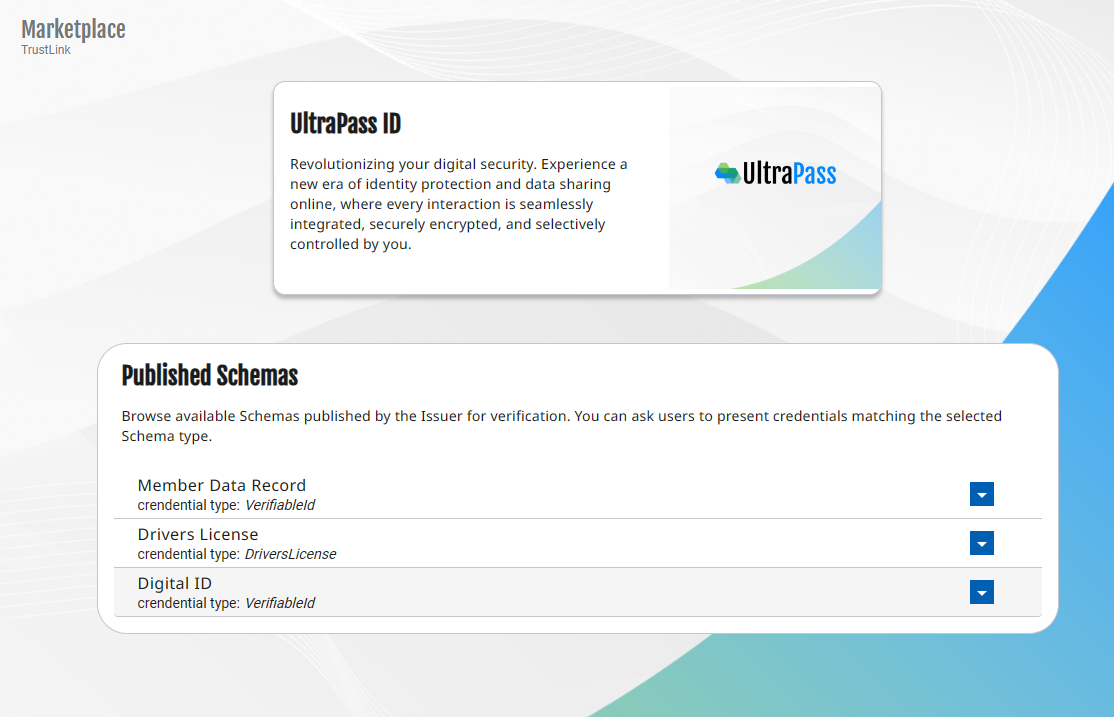 Marketplace
TrustLink
UltraPass ID
Revolutionizing your digital security. Experience a
new era of identity protection and data sharing
online, where every interaction is seamlessly
integrated, securely encrypted, and selectively
controlled by you.
UltraPass
Published Schemas
Browse available Schemas published by the Issuer for verification. You can ask users to present credentials matching the selected
Schema type.
Member Data Record
crendential type: VerifiableId
Drivers License
crendential type: DriversLicense
Digital ID
crendential type: VerifiableId